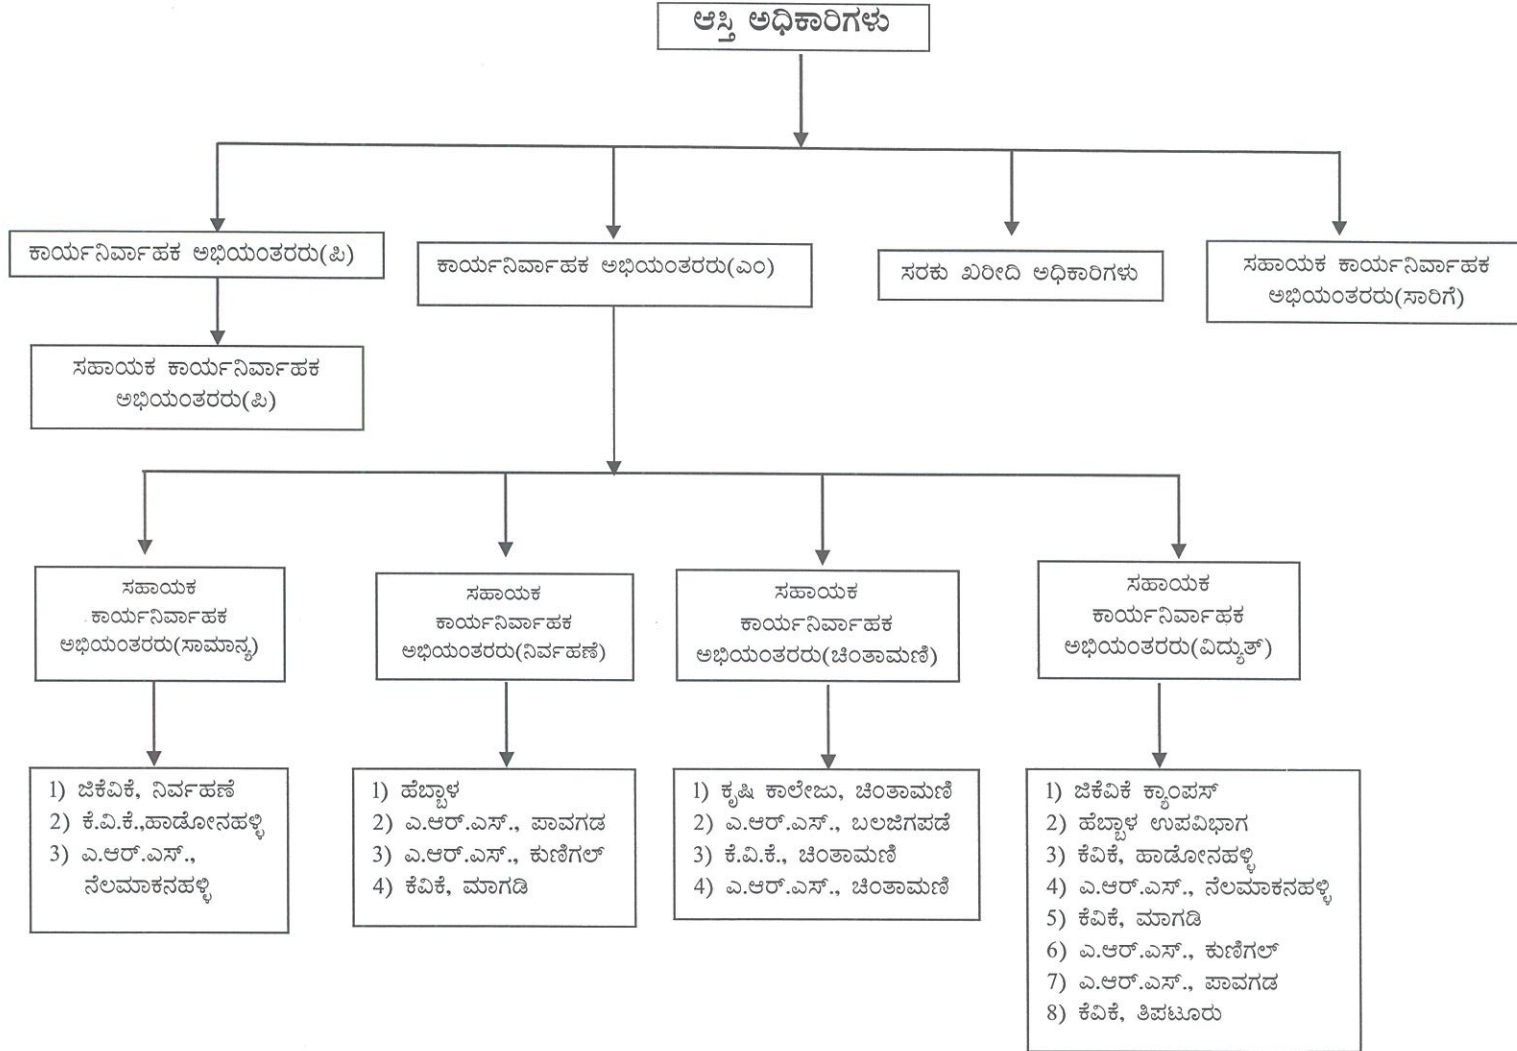 ಆಸ್ತಿ ಅಧಿಕಾರಿಗಳು
ಕಾರ್ಯನಿರ್ವಾಹಕ ಅಭಿಯಂತರರು(ಪಿ)
ಕಾರ್ಯನಿರ್ವಾಹಕ ಅಭಿಯಂತರರು(ಎಂ)
ಸರಕು ಖರೀದಿ ಅಧಿಕಾರಿಗಳು
ಸಹಾಯಕ ಕಾರ್ಯನಿರ್ವಾಹಕ
ಅಭಿಯಂತರರು(ಸಾರಿಗೆ)
ಸಹಾಯಕ ಕಾರ್ಯನಿರ್ವಾಹಕ
ಅಭಿಯಂತರರು(ಪಿ)
ಸಹಾಯಕ
ಕಾರ್ಯನಿರ್ವಾಹಕ
ಅಭಿಯಂತರರು(ಸಾಮಾನ್ಯ)
ಸಹಾಯಕ
ಕಾರ್ಯನಿರ್ವಾಹಕ
ಅಭಿಯಂತರರು(ನಿರ್ವಹಣೆ)
ಸಹಾಯಕ
ಕಾರ್ಯನಿರ್ವಾಹಕ
ಅಭಿಯಂತರರು(ಚಿಂತಾಮಣಿ)
ಸಹಾಯಕ
ಕಾರ್ಯನಿರ್ವಾಹಕ
ಅಭಿಯಂತರರು(ವಿದ್ಯುತ್)
1) ಜಿಕೆವಿಕೆ, ನಿರ್ವಹಣೆ
2) ಕೆ.ವಿ.ಕೆ.,ಹಾಡೋನಹಳ್ಳಿ
3) ಎ.ಆರ್.ಎಸ್.,
ನೆಲಮಾಕನಹಳ್ಳಿ
1) ಹೆಬ್ಬಾಳ
2) ಎ.ಆರ್.ಎಸ್., ಪಾವಗಡ
3) ಎ.ಆರ್.ಎಸ್., ಕುಣಿಗಲ್
4) ಕೆವಿಕೆ, ಮಾಗಡಿ
1) ಕೃಷಿ ಕಾಲೇಜು, ಚಿಂತಾಮಣಿ
2) ಎ.ಆರ್.ಎಸ್., ಬಲಜಿಗಪಡೆ
3) ಕೆ.ವಿ.ಕೆ., ಚಿಂತಾಮಣಿ
4) ಎ.ಆರ್.ಎಸ್., ಚಿಂತಾಮಣಿ
1) ಜಿಕೆವಿಕೆ ಕ್ಯಾಂಪಸ್
2) ಹೆಬ್ಬಾಳ ಉಪವಿಭಾಗ
3) ಕೆವಿಕೆ, ಹಾಡೋನಹಳ್ಳಿ
4) ಎ.ಆರ್.ಎಸ್., ನೆಲಮಾಕನಹಳ್ಳಿ
5) ಕೆವಿಕೆ, ಮಾಗಡಿ
6) ಎ.ಆರ್.ಎಸ್., ಕುಣಿಗಲ್
7) ಎ.ಆರ್.ಎಸ್., ಪಾವಗಡ
8) ಕೆವಿಕೆ, ತಿಪಟೂರು